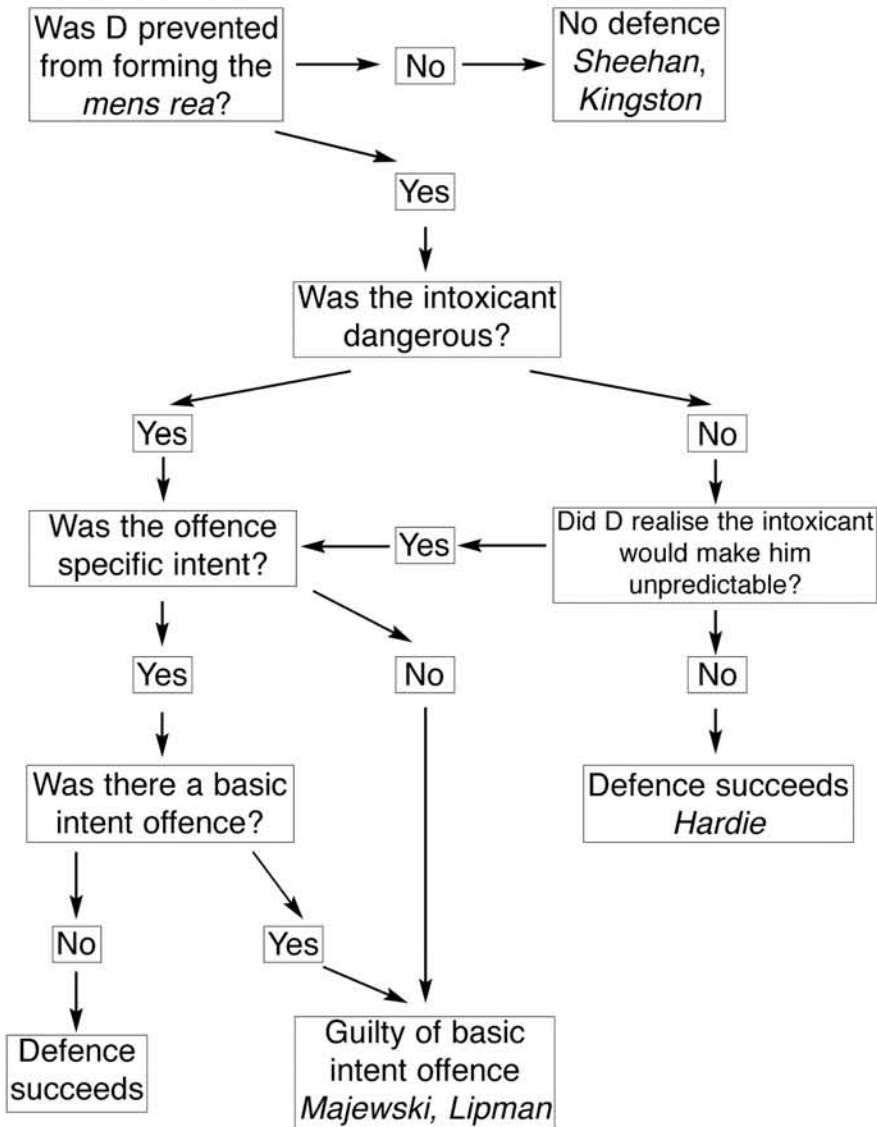 Was D prevented
from forming the
mens rea?
No
No defence
Sheehan,
Kingston
Yes
Was the intoxicant
dangerous?
Yes
No
Was the offence
specific intent?
Yes
Did D realise the intoxicant
would make him
unpredictable?
Yes
No
No
Was there a basic
intent offence?
Defence succeeds
Hardie
No
Yes
Defence
succeeds
Guilty of basic
intent offence
Majewski, Lipman